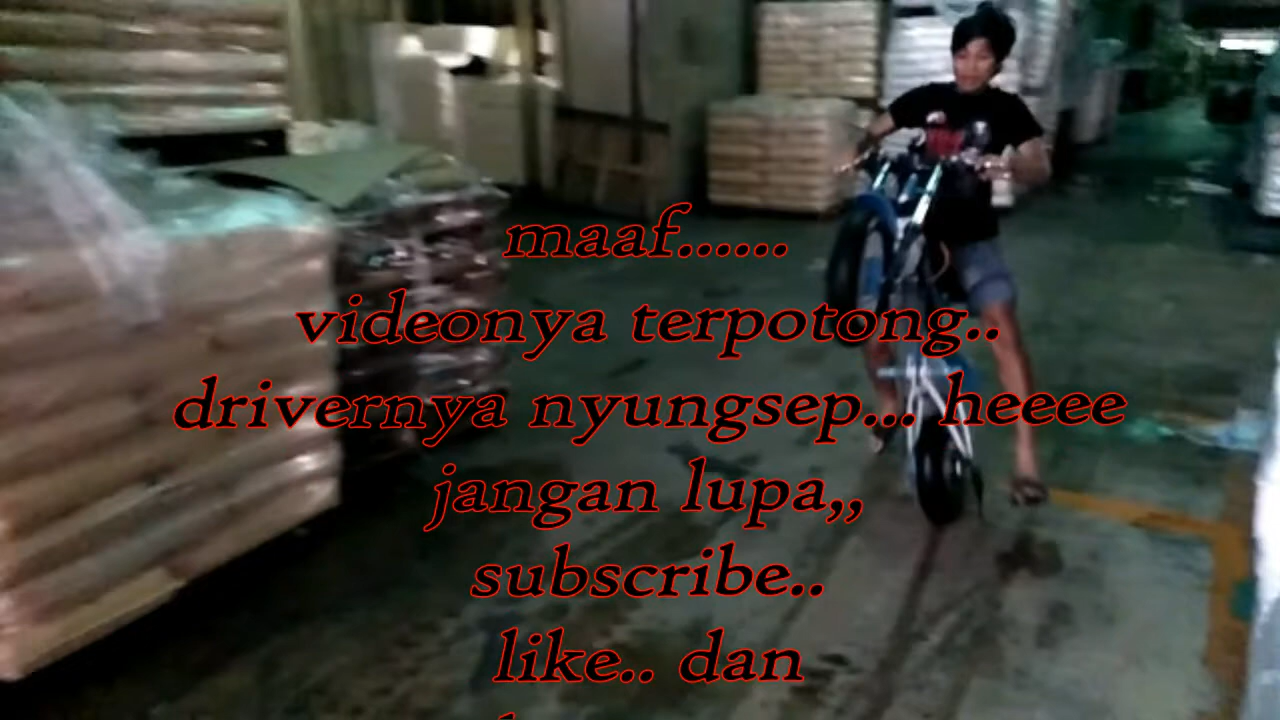 maaf......
videonya terpotong..
drivernya nyungsep... heeee
jangan lupa,,
subscribe..
like.. dan